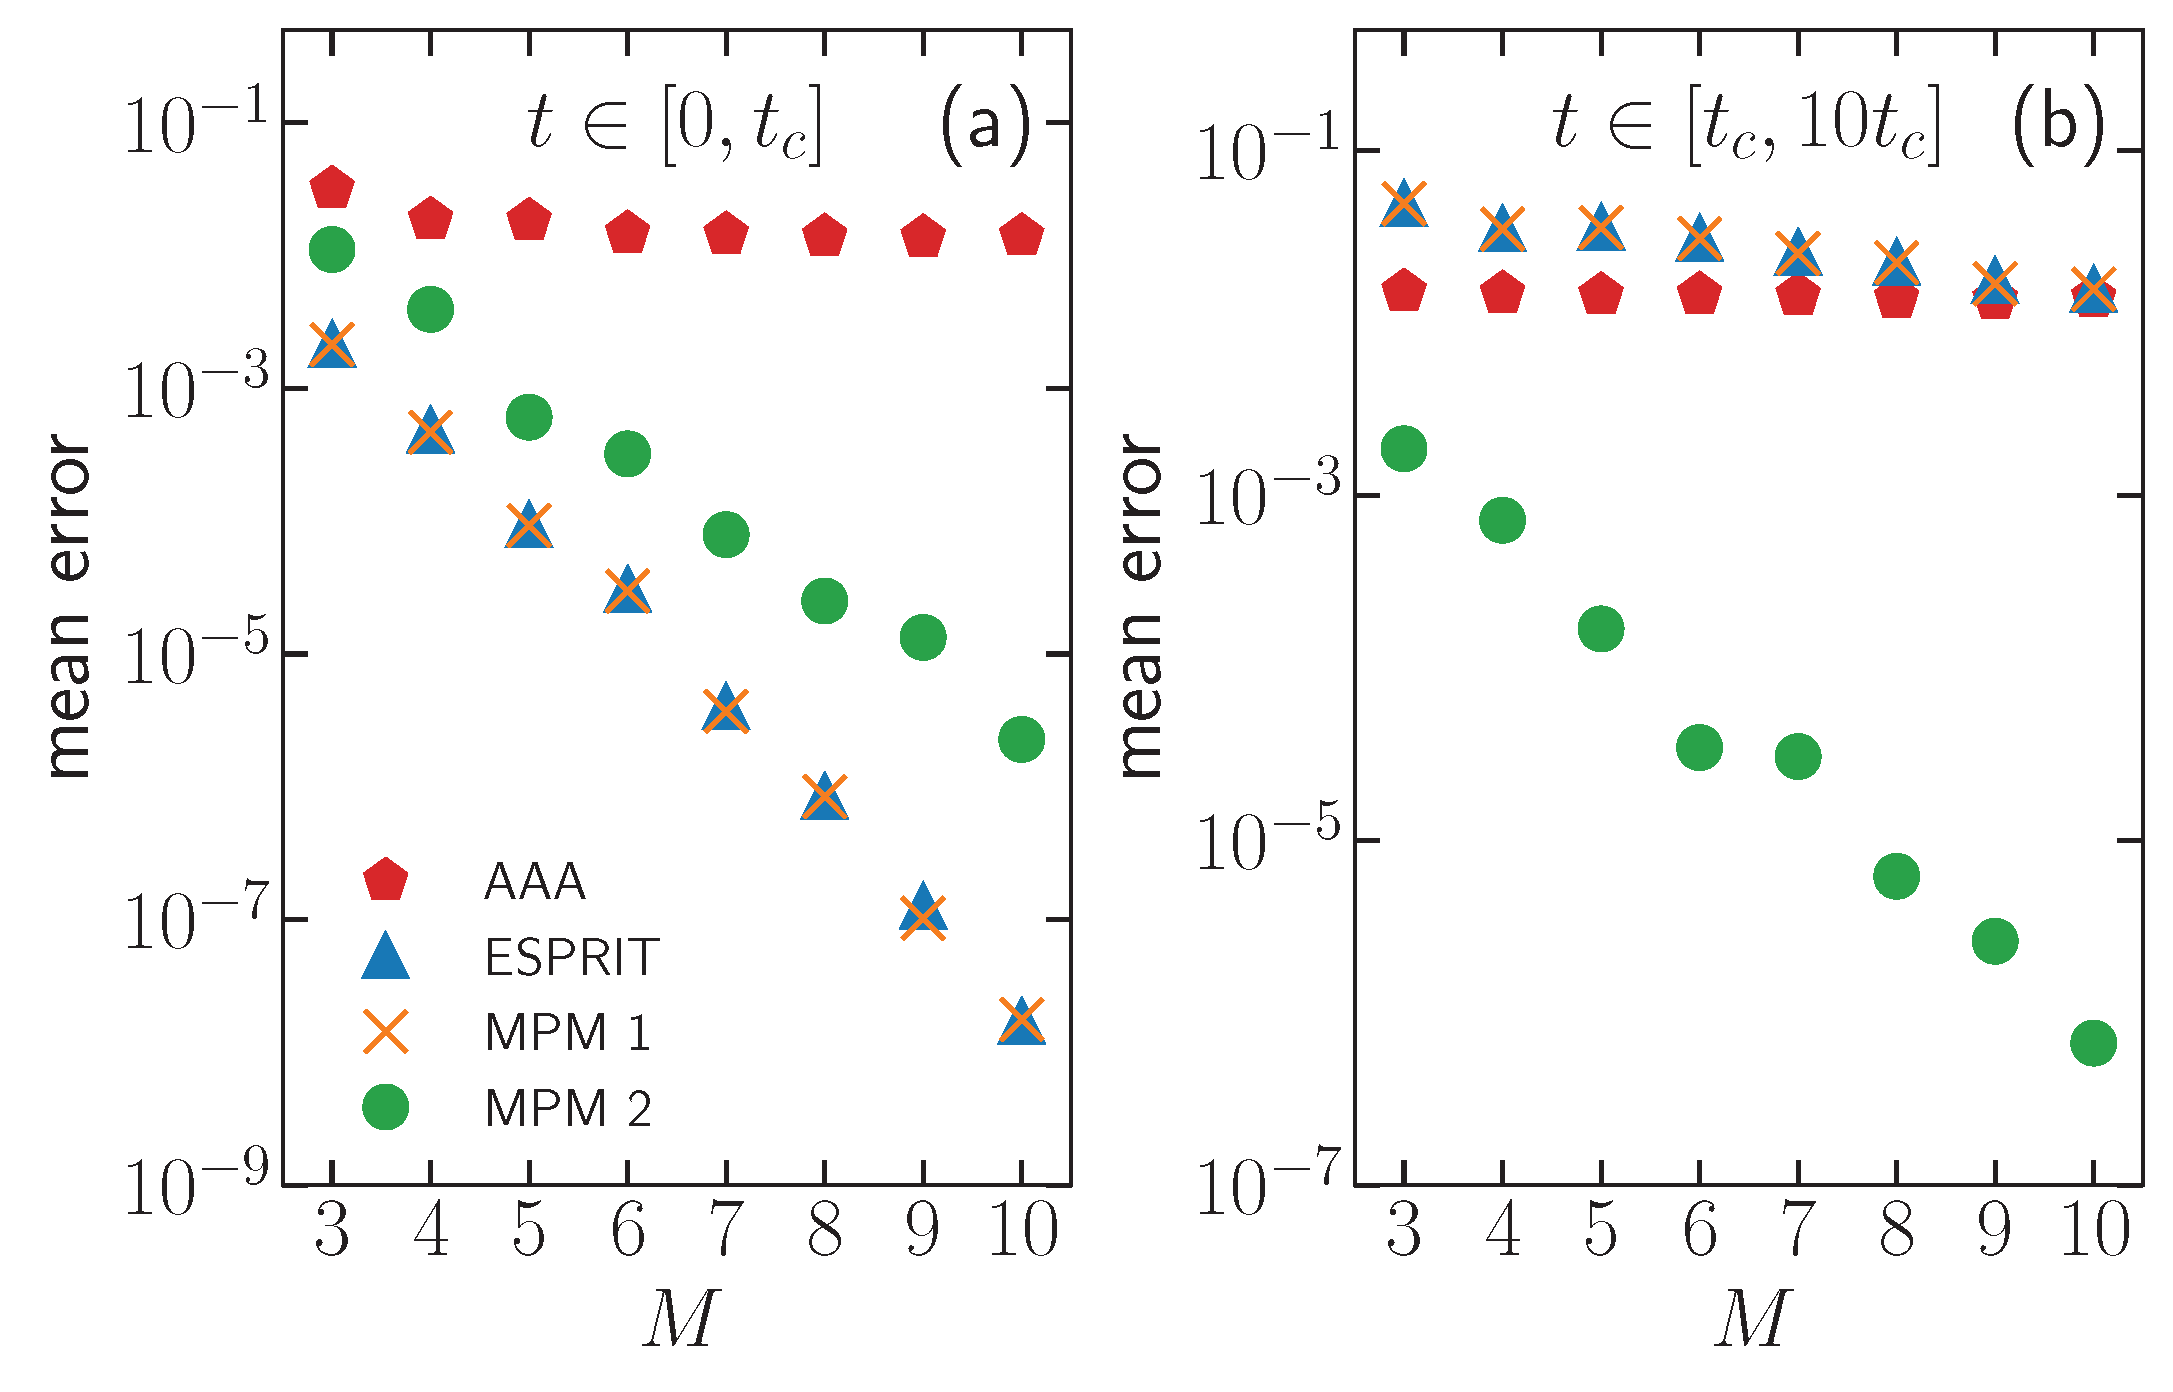 t ∈ [0, t_c] (a)
mean error
10⁻¹
10⁻³
10⁻⁵
10⁻⁷
10⁻⁹
AAA
ESPRIT
MPM 1
MPM 2
3 4 5 6 7 8 9 10
M
t ∈ [t_c, 10t_c] (b)
mean error
10⁻¹
10⁻³
10⁻⁵
10⁻⁷
3 4 5 6 7 8 9 10
M